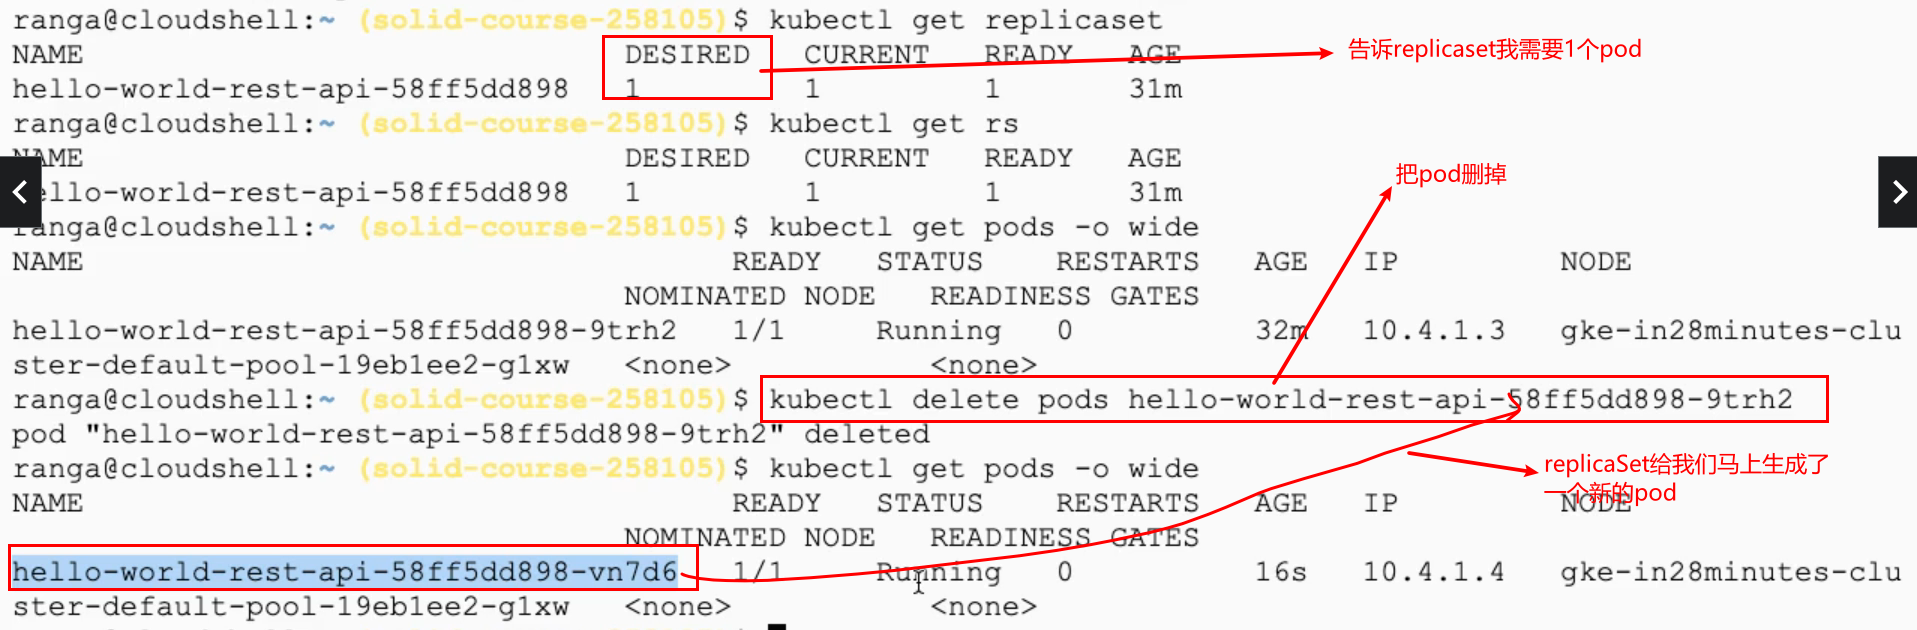 ranga@cloudshell:~ (solid-course-258105)$ kubectl get replicaset
NAME DESIRED CURRENT READY AGE
告诉replicaset我需要1个pod
hello-world-rest-api-58ff5dd898 1 1 1 31m
ranga@cloudshell:~ (solid-course-258105)$ kubectl get rs
NAME DESIRED CURRENT READY AGE
把pod删掉
hello-world-rest-api-58ff5dd898 1 1 1 31m
ranga@cloudshell:~ (solid-course-258105)$ kubectl get pods -o wide
NAME READY STATUS RESTARTS AGE IP NODE
NOMINATED NODE READINESS GATES
hello-world-rest-api-58ff5dd898-9trh2 1/1 Running 0 32m 10.4.1.3 gke-in28minutes-clu
ster-default-pool-19eb1ee2-g1xw <none> <none>
ranga@cloudshell:~ (solid-course-258105)$ kubectl delete pods hello-world-rest-api-58ff5dd898-9trh2
pod "hello-world-rest-api-58ff5dd898-9trh2" deleted
ranga@cloudshell:~ (solid-course-258105)$ kubectl get pods -o wide
replicaSet给我们马上生成了
一个新的pod
NAME READY STATUS RESTARTS AGE IP NODE
NOMINATED NODE READINESS GATES
hello-world-rest-api-58ff5dd898-vn7d6 1/1 Running 0 16s 10.4.1.4 gke-in28minutes-clu
ster-default-pool-19eb1ee2-g1xw <none> <none>